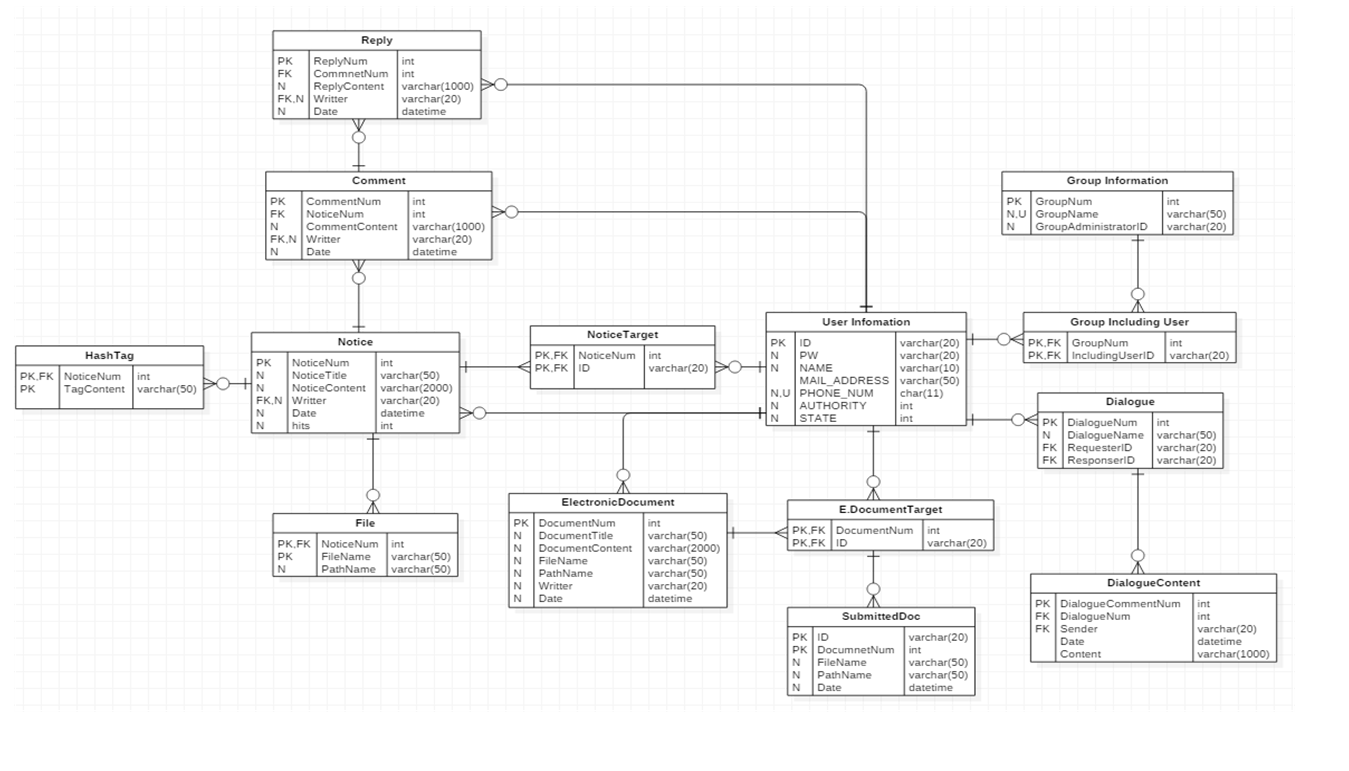 Reply
PK ReplyNum int
FK CommnetNum int
N ReplyContent varchar(1000)
FK,N Writter varchar(20)
N Date datetime
Comment
PK CommentNum int
FK NoticeNum int
N CommentContent varchar(1000)
FK,N Writter varchar(20)
N Date datetime
Group Information
PK GroupNum int
N,U GroupName varchar(50)
N GroupAdministratorID varchar(20)
User Infomation
PK ID varchar(20)
N PW varchar(20)
N NAME varchar(10)
MAIL_ADDRESS varchar(50)
N,U PHONE_NUM char(11)
N AUTHORITY int
N STATE int
Group Including User
PK,FK GroupNum int
PK,FK IncludingUserID varchar(20)
NoticeTarget
PK,FK NoticeNum int
PK,FK ID varchar(20)
Notice
PK NoticeNum int
N NoticeTitle varchar(50)
N NoticeContent varchar(2000)
FK,N Writter varchar(20)
N Date datetime
N hits int
HashTag
PK,FK NoticeNum int
PK TagContent varchar(50)
Dialogue
PK DialogueNum int
N DialogueName varchar(50)
FK RequesterID varchar(20)
FK ResponserID varchar(20)
ElectronicDocument
PK DocumentNum int
N DocumentTitle varchar(50)
N DocumentContent varchar(2000)
N FileName varchar(50)
N PathName varchar(50)
N Writter varchar(20)
N Date datetime
E.DocumentTarget
PK,FK DocumentNum int
PK,FK ID varchar(20)
File
PK,FK NoticeNum int
PK FileName varchar(50)
N PathName varchar(50)
DialogueContent
PK DialogueCommentNum int
FK DialogueNum int
FK Sender varchar(20)
Date datetime
Content varchar(1000)
SubmittedDoc
PK ID varchar(20)
PK DocumnetNum int
N FileName varchar(50)
N PathName varchar(50)
N Date datetime